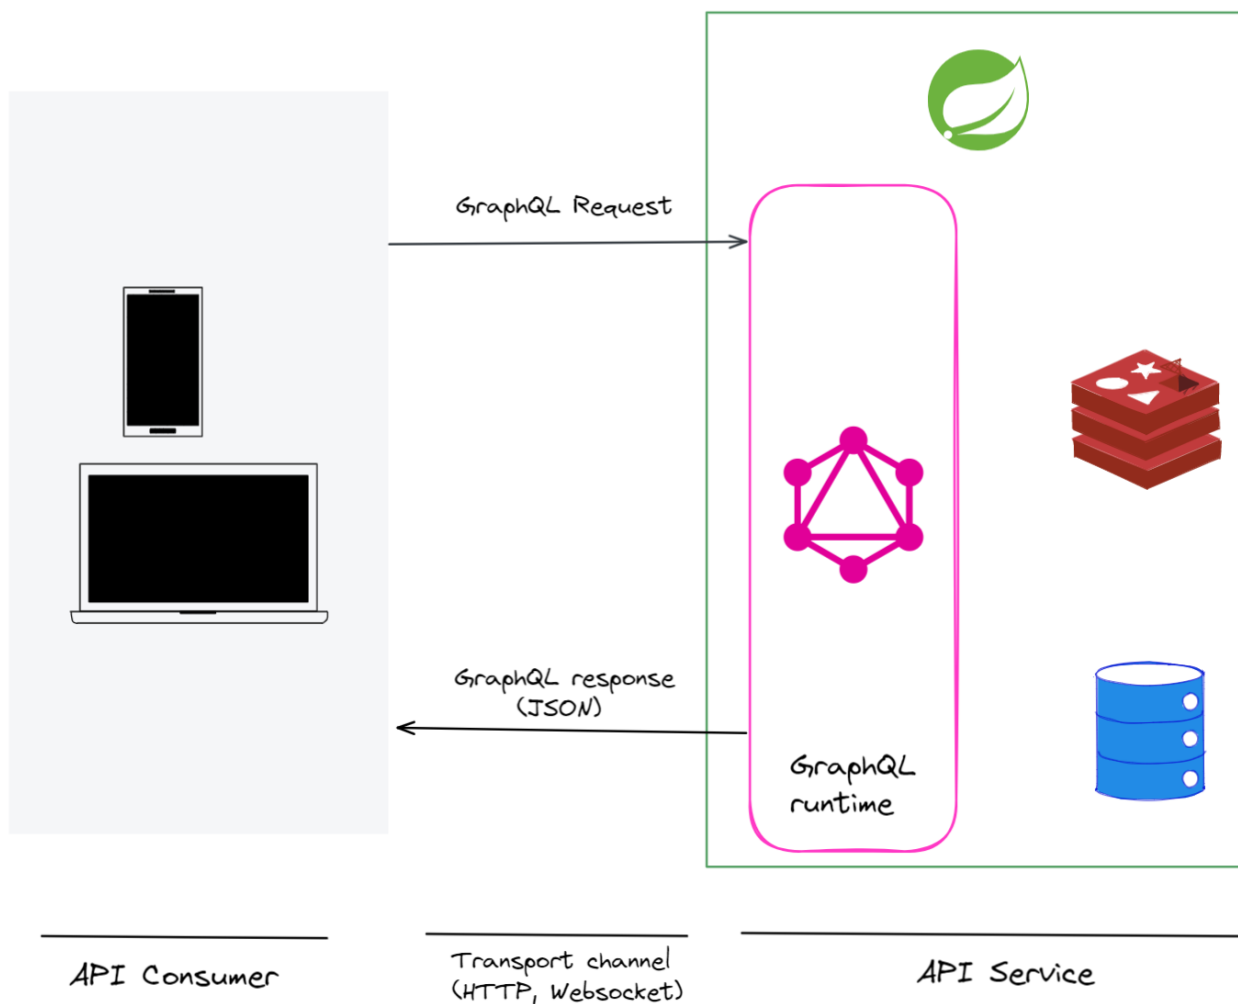 GraphQL Request
GraphQL response
(JSON)
GraphQL
runtime
API Consumer
Transport channel
(HTTP, Websocket)
API Service